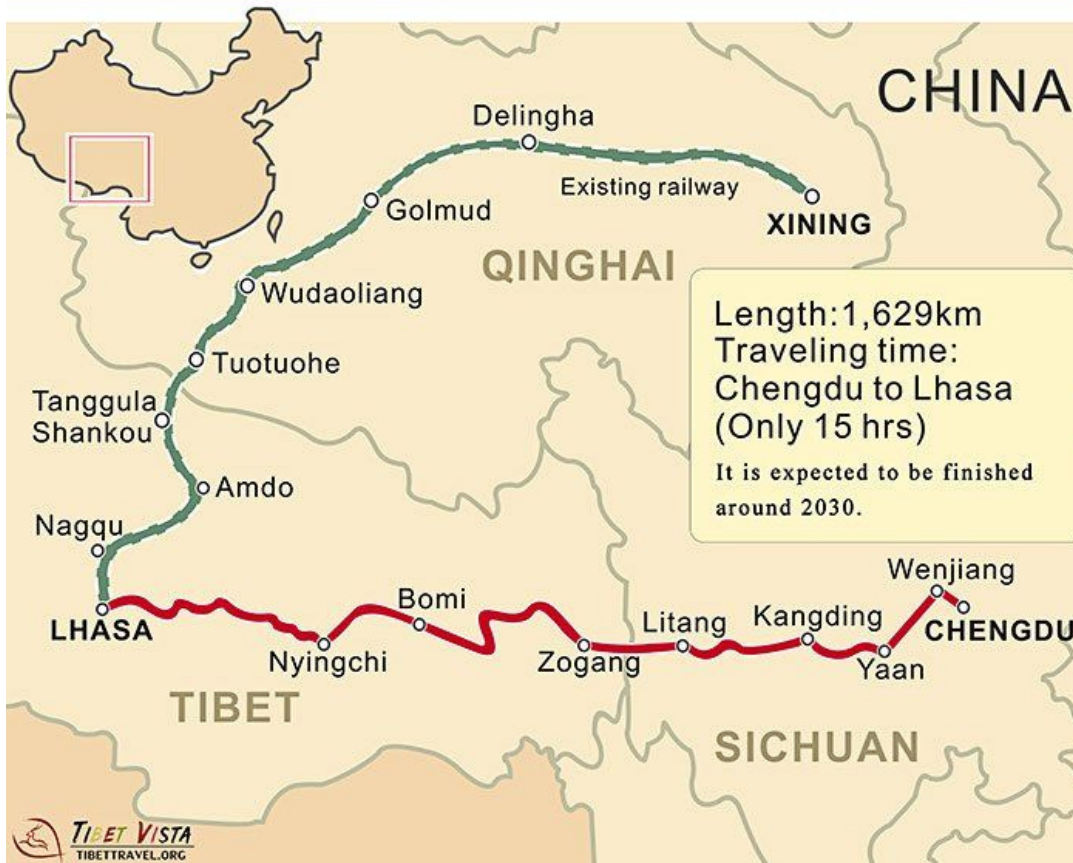 CHINA
Delingha
Existing railway
Golmud
XINING
QINGHAI
Wudaoliang
Length:1,629km
Traveling time:
Chengdu to Lhasa
(Only 15 hrs)
It is expected to be finished
around 2030.
Tuotuohe
Tanggula
Shankou
Amdo
Nagqu
LHASA
Nyingchi
Bomi
Zogang
Litang
Kangding
Yaan
Wenjiang
CHENGDU
TIBET
SICHUAN
TIBET VISTA
TIBETTRAVEL.ORG